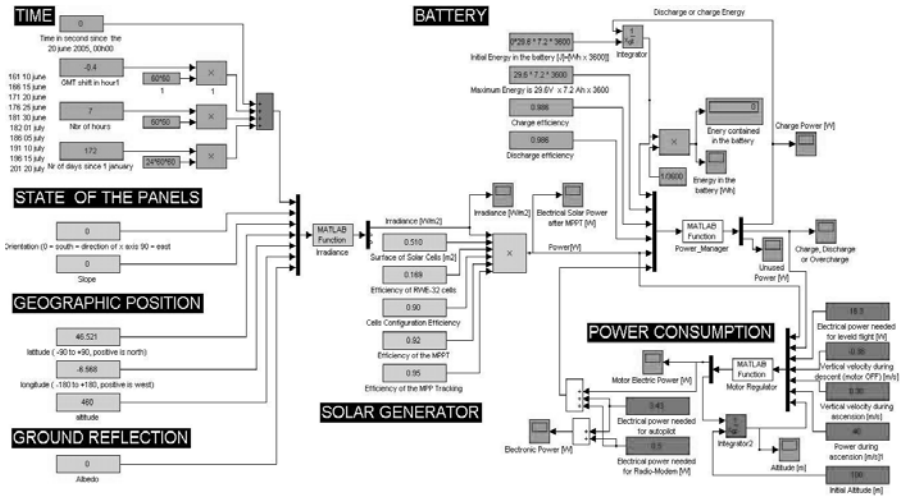 TIME
0
Time in second since the
20 june 2005, 00h00
-0.4
GMT shift in hour1
60*60
1
×
1
7
Nbr of hours
60*60
×
172
Nr of days since 1 january
24*60*60
×
161 10 june
166 15 june
171 20 june
176 25 june
181 30 june
182 01 july
186 05 july
191 10 july
196 15 july
201 20 july
STATE OF THE PANELS
0
Orientation (0 = south = direction of x axis 90 = east
0
Slope
GEOGRAPHIC POSITION
46.521
latitude ( -90 to +90, positive is north)
-6.568
longitude ( -180 to +180, positive is west)
460
altitude
GROUND REFLECTION
0
Albedo
MATLAB
Function
Irradiance
Irradiance [W/m2]
Irradiance [W/m2]
0.510
Surface of Solar Cells [m2]
0.169
Efficiency of RWE-32 cells
0.90
Cells Configuration Efficiency
0.92
Efficiency of the MPPT
0.95
Efficiency of the MPP Tracking
×
SOLAR GENERATOR
Electrical Solar Power
after MPPT [W]
Power[W]
BATTERY
Discharge or charge Energy
0*29.6 * 7.2 * 3600
Initial Energy in the battery [J]=[Wh x 3600]]
Integrator
29.6 * 7.2 * 3600
Maximum Energy is 29.6V x 7.2 Ah x 3600
0.986
Charge efficiency
0.986
Discharge efficiency
×
1/3600
0
Enery contained
in the battery
Energy in the
battery [Wh]
Charge Power [W]
MATLAB
Function
Power_Manager
Unused
Power [W]
Charge, Discharge
or Overcharge
POWER CONSUMPTION
Motor Electric Power [W]
MATLAB
Function
Motor Regulator
Electrical power needed
for leveld flight [W]
Vertical velocity during
descent (motor OFF) [m/s]
Vertical velocity during
ascension [m/s]
Power during
ascension [m/s]1
Initial Altitude [m]
Electrical power needed
for autopilot
Electrical power needed
for Radio-Modem [W]
Electronic Power [W]
Integrator2
Altitude [m]